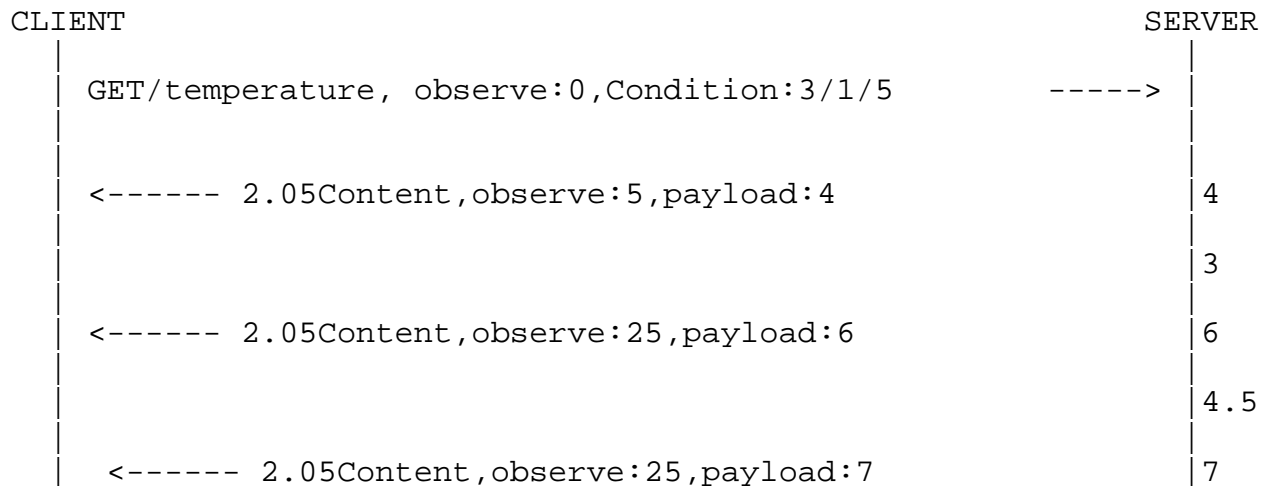 CLIENT SERVER
GET/temperature, observe:0,Condition:3/1/5 ----->
<------ 2.05Content,observe:5,payload:4 4
3
<------ 2.05Content,observe:25,payload:6 6
4.5
<------ 2.05Content,observe:25,payload:7 7